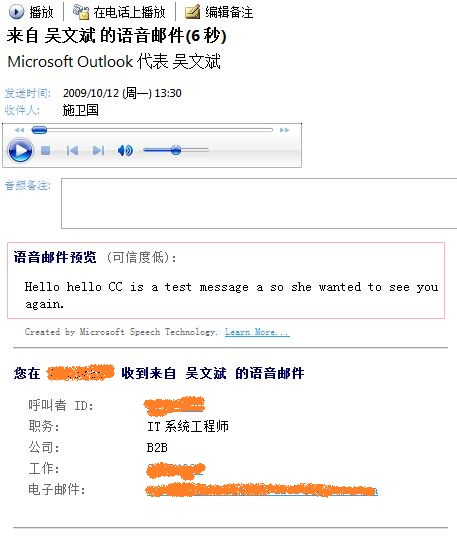 播放 在电话上播放 编辑备注
来自 吴文斌 的语音邮件(6 秒)
Microsoft Outlook 代表 吴文斌
发送时间: 2009/10/12 (周一) 13:30
收件人: 施卫国
音频备注:
语音邮件预览 (可信度低):
Hello hello CC is a test message a so she wanted to see you
again.
Created by Microsoft Speech Technology. Learn More...
您在 收到来自 吴文斌 的语音邮件
呼叫者 ID:
职务: IT 系统工程师
公司: B2B
工作:
电子邮件: